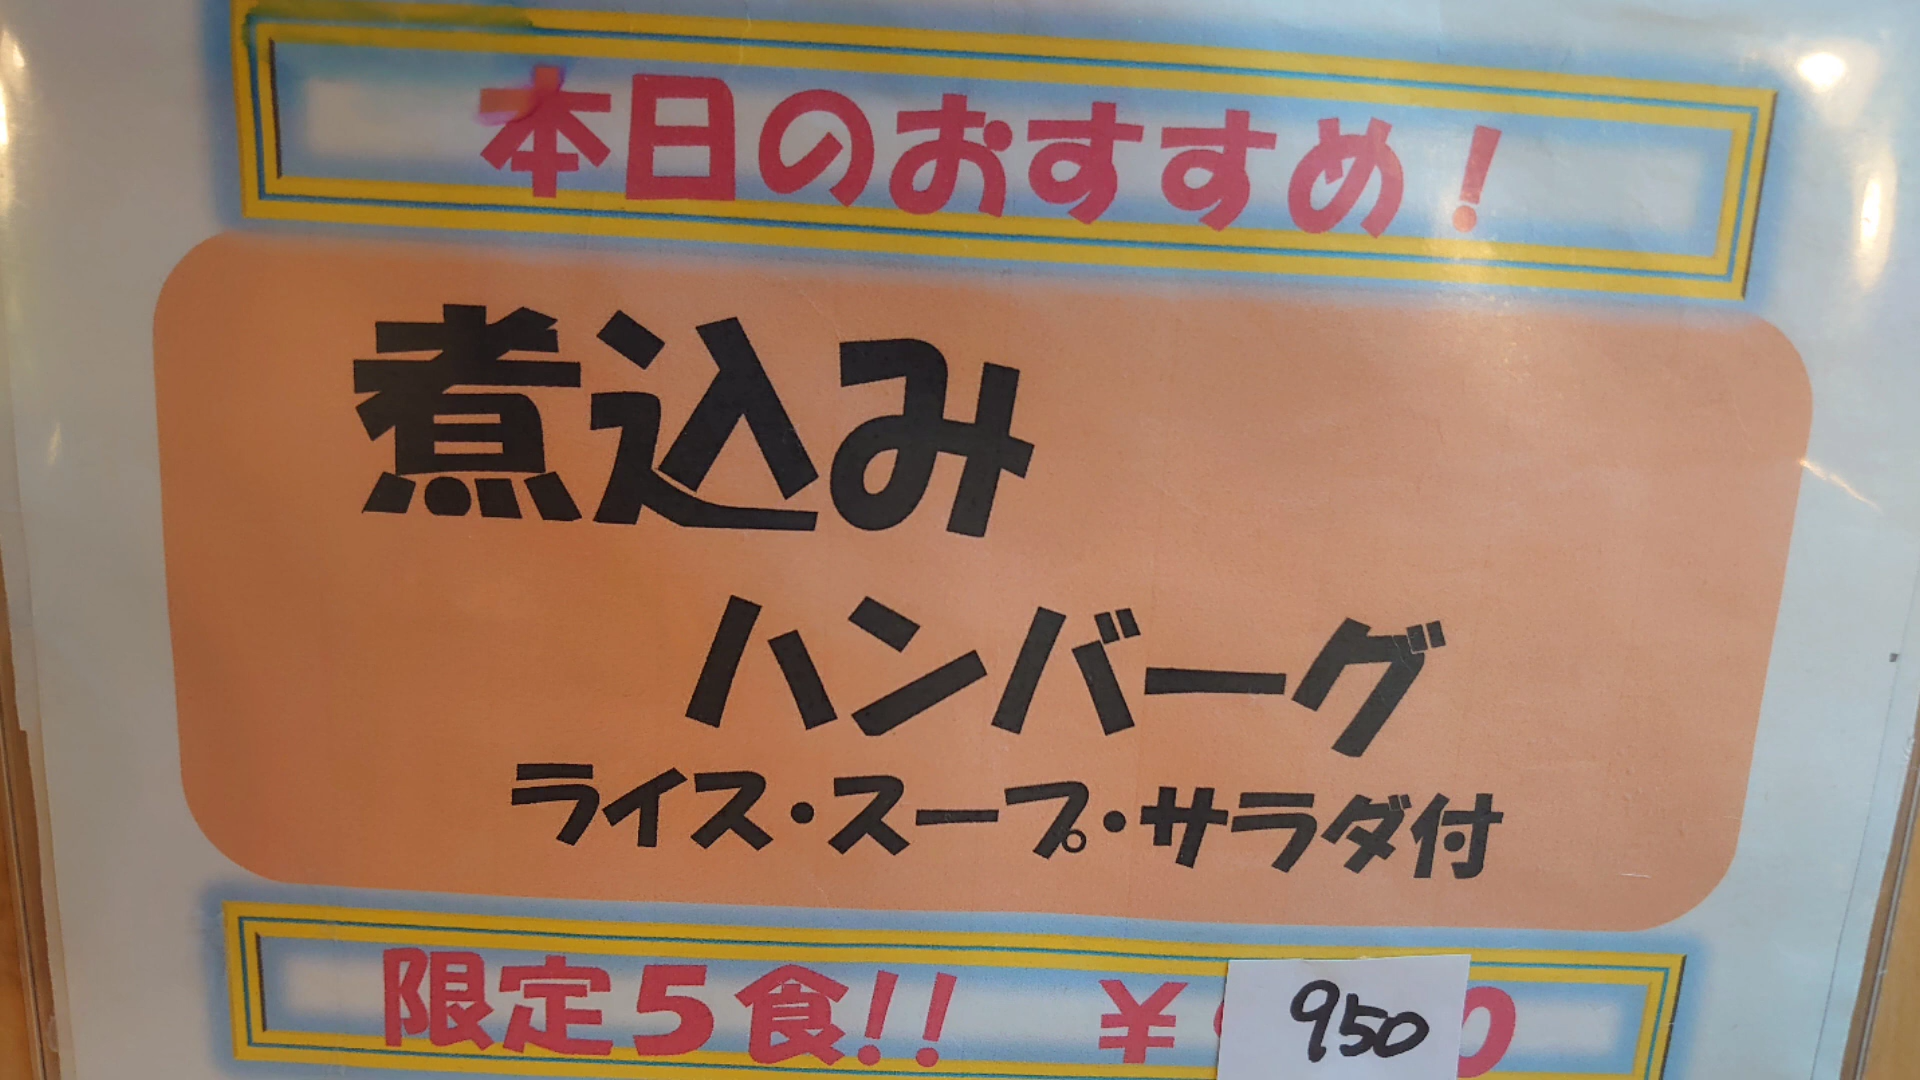 本日のおすすめ！
煮込み
ハンバーグ
ライス・スープ・サラダ付
限定5食!! ¥950